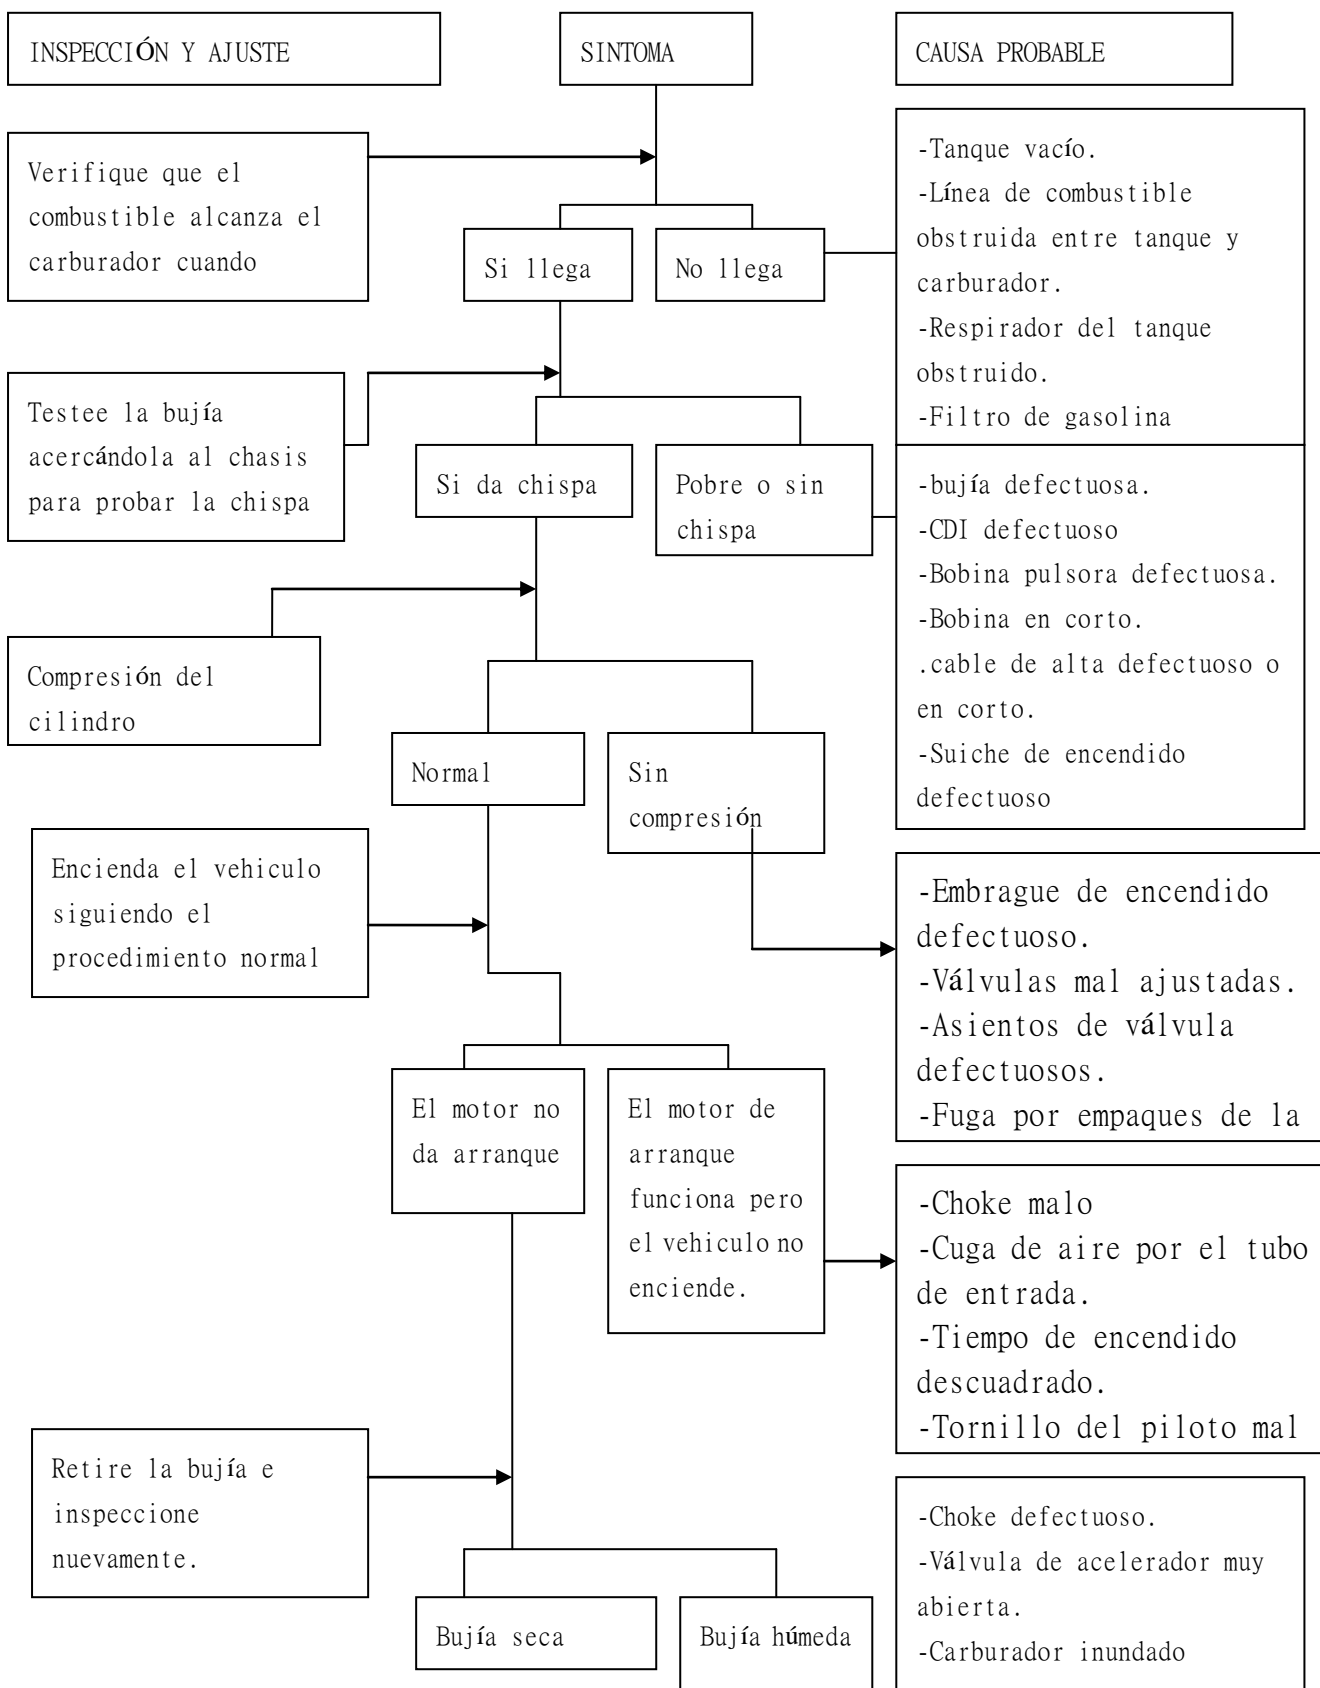 INSPECCIÓN Y AJUSTE
SINTOMA
CAUSA PROBABLE
Verifique que el
combustible alcanza el
carburador cuando
Si llega
No llega
-Tanque vacío.
-Línea de combustible
obstruida entre tanque y
carburador.
-Respirador del tanque
obstruido.
-Filtro de gasolina
Testee la bujía
acercándola al chasis
para probar la chispa
Si da chispa
Pobre o sin
chispa
-bujía defectuosa.
-CDI defectuoso
-Bobina pulsora defectuosa.
-Bobina en corto.
.cable de alta defectuoso o
en corto.
-Suiche de encendido
defectuoso
Compresión del
cilindro
Normal
Sin
compresión
-Embrague de encendido
defectuoso.
-Válvulas mal ajustadas.
-Asientos de válvula
defectuosos.
-Fuga por empaques de la
Encienda el vehiculo
siguiendo el
procedimiento normal
El motor no
da arranque
El motor de
arranque
funciona pero
el vehiculo no
enciende.
-Choke malo
-Cuga de aire por el tubo
de entrada.
-Tiempo de encendido
descuadrado.
-Tornillo del piloto mal
Retire la bujía e
inspeccione
nuevamente.
Bujía seca
Bujía húmeda
-Choke defectuoso.
-Válvula de acelerador muy
abierta.
-Carburador inundado